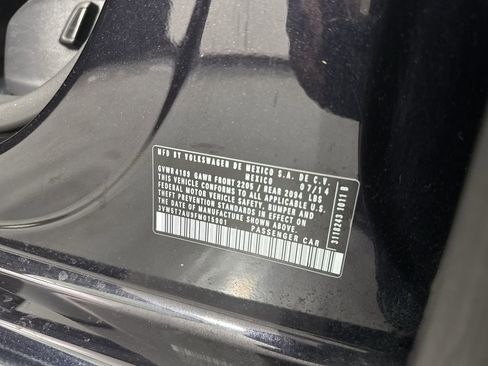 MFD BY VOLKSWAGEN DE MEXICO S.A. DE C.V.
MEXICO 07/14
GVWR 4189 GAWR FRONT 2205 / REAR 2094 LBS
THIS VEHICLE CONFORMS TO ALL APPLICABLE U.S.
FEDERAL MOTOR VEHICLE SAFETY, BUMPER AND
THEFT PREVENTION STANDARDS IN EFFECT ON THE
DATE OF MANUFACTURE SHOWN ABOVE.
PASSENGER CAR
3110243 1011 B